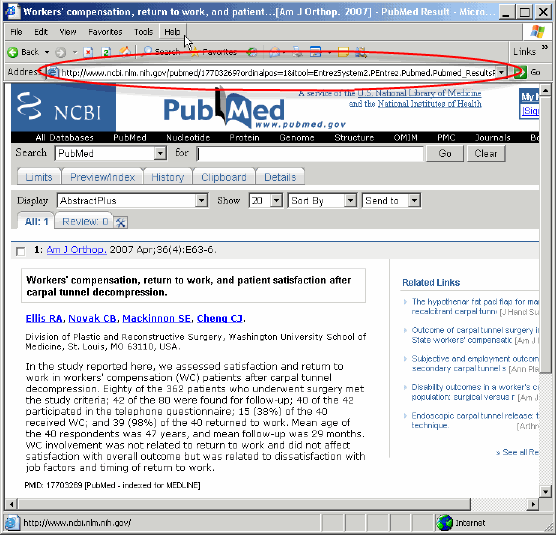 Workers' compensation, return to work, and patient...[Am J Orthop. 2007] - PubMed Result - Micro...
File Edit View Favorites Tools Help
Back Search Favorites Links »
Address http://www.ncbi.nlm.nih.gov/pubmed/17703269?ordinalpos=1&itool=EntrezSystem2.PEntrez.Pubmed.Pubmed_ResultsP Go
NCBI
PubMed
www.pubmed.gov
A service of the U.S. National Library of Medicine
and the National Institutes of Health
My N
[Sign
All Databases PubMed Nucleotide Protein Genome Structure OMIM PMC Journals Bo
Search PubMed for Go Clear
Limits Preview/Index History Clipboard Details
Display AbstractPlus Show 20 Sort By Send to
All: 1 Review: 0
1: Am J Orthop. 2007 Apr;36(4):E63-6.
Workers' compensation, return to work, and patient satisfaction after
carpal tunnel decompression.
Ellis RA, Novak CB, Mackinnon SE, Cheng CJ.
Division of Plastic and Reconstructive Surgery, Washington University School of
Medicine, St. Louis, MO 63110, USA.
In the study reported here, we assessed satisfaction and return to
work in workers' compensation (WC) patients after carpal tunnel
decompression. Eighty of the 362 patients who underwent surgery met
the study criteria; 42 of the 80 were found for follow-up; 40 of the 42
participated in the telephone questionnaire; 15 (38%) of the 40
received WC; and 39 (98%) of the 40 returned to work. Mean age of
the 40 respondents was 47 years, and mean follow-up was 29 months.
WC involvement was not related to return to work and did not affect
satisfaction with overall outcome but was related to dissatisfaction with
job factors and timing of return to work.
PMID: 17703269 [PubMed - indexed for MEDLINE]
Related Links
The hypothenar fat pad flap for ma
recalcitrant carpal tunnel [J Hand Su
Outcome of carpal tunnel surgery in
State workers' compensatic [Am J I
Subjective and employment outcom
secondary carpal tunnel s [Ann Pla
Disability outcomes in a worker's co
population: surgical versus r [Am J
Endoscopic carpal tunnel release: t
technique. [Arthr
» See all Re
http://www.ncbi.nlm.nih.gov/ Internet